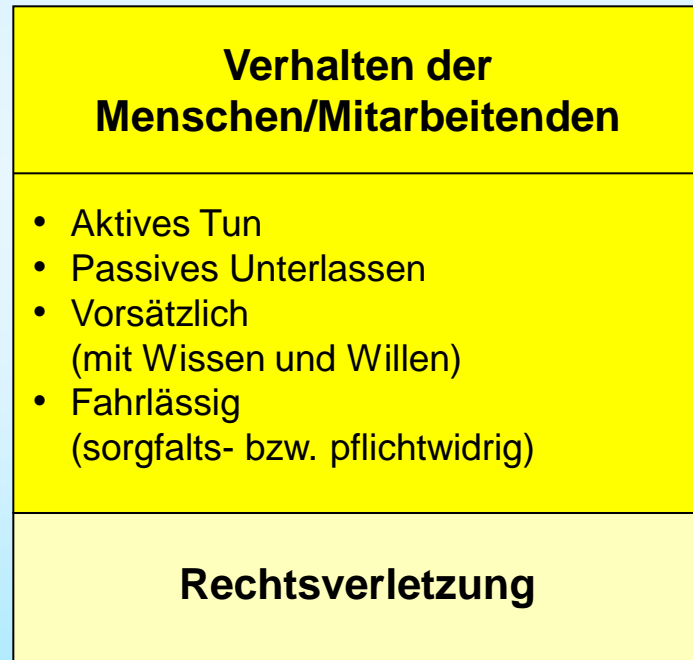 Verhalten der
Menschen/Mitarbeitenden
• Aktives Tun
• Passives Unterlassen
• Vorsätzlich
(mit Wissen und Willen)
• Fahrlässig
(sorgfalts- bzw. pflichtwidrig)
Rechtsverletzung